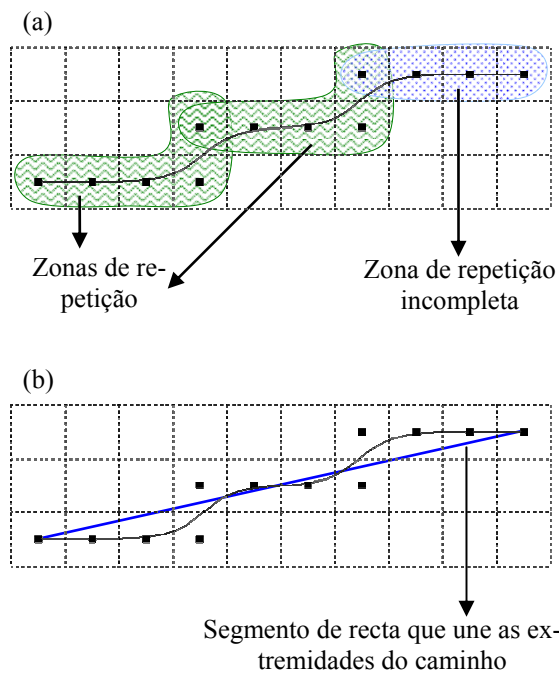 (a)
Zonas de re-
petição
Zona de repetição
incompleta
(b)
Segmento de recta que une as ex-
tremidades do caminho